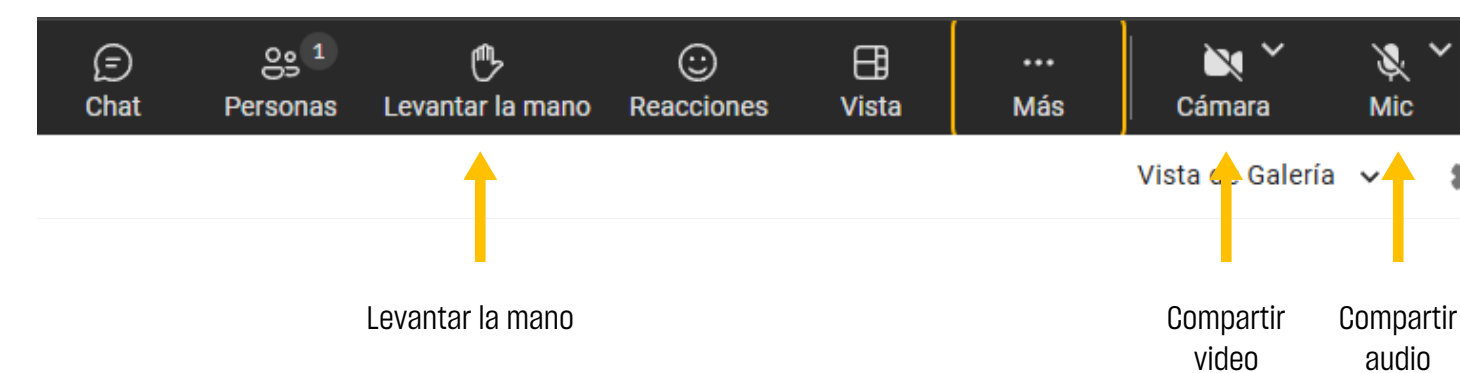 1
Chat Personas Levantar la mano Reacciones Vista Más Cámara Mic
Vista de Galería
Levantar la mano
Compartir
video
Compartir
audio